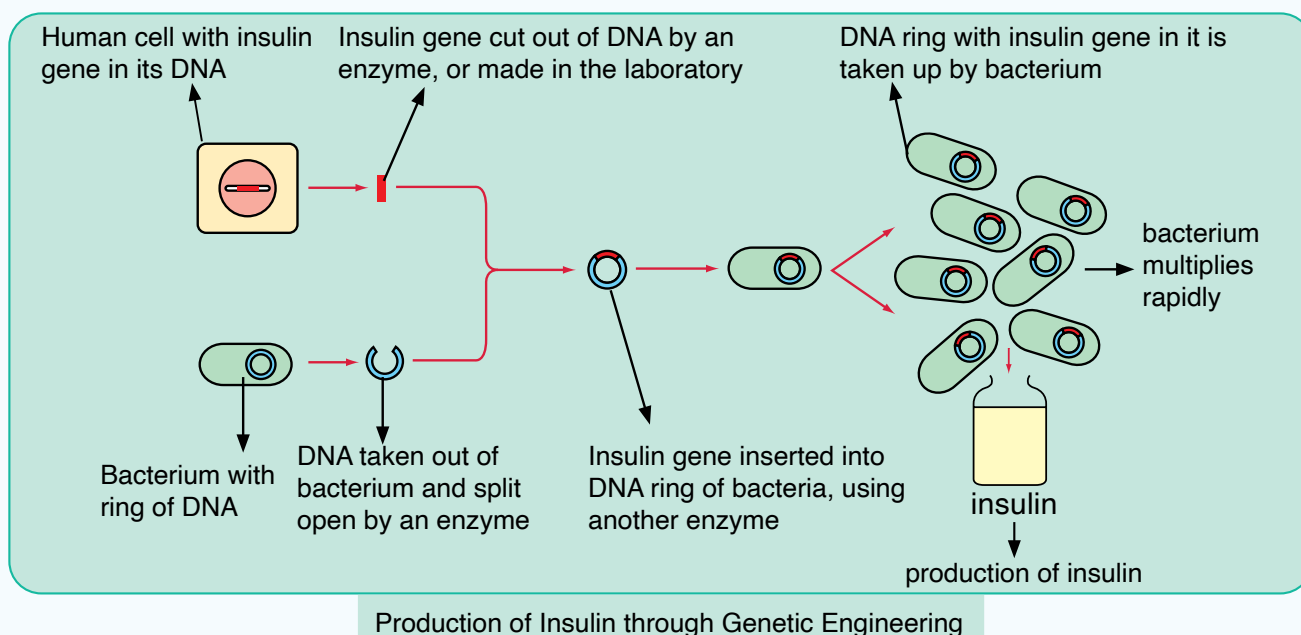 Human cell with insulin
gene in its DNA
Insulin gene cut out of DNA by an
enzyme, or made in the laboratory
DNA ring with insulin gene in it is
taken up by bacterium
bacterium
multiplies
rapidly
Bacterium with
ring of DNA
DNA taken out of
bacterium and split
open by an enzyme
Insulin gene inserted into
DNA ring of bacteria, using
another enzyme
insulin
production of insulin
Production of Insulin through Genetic Engineering